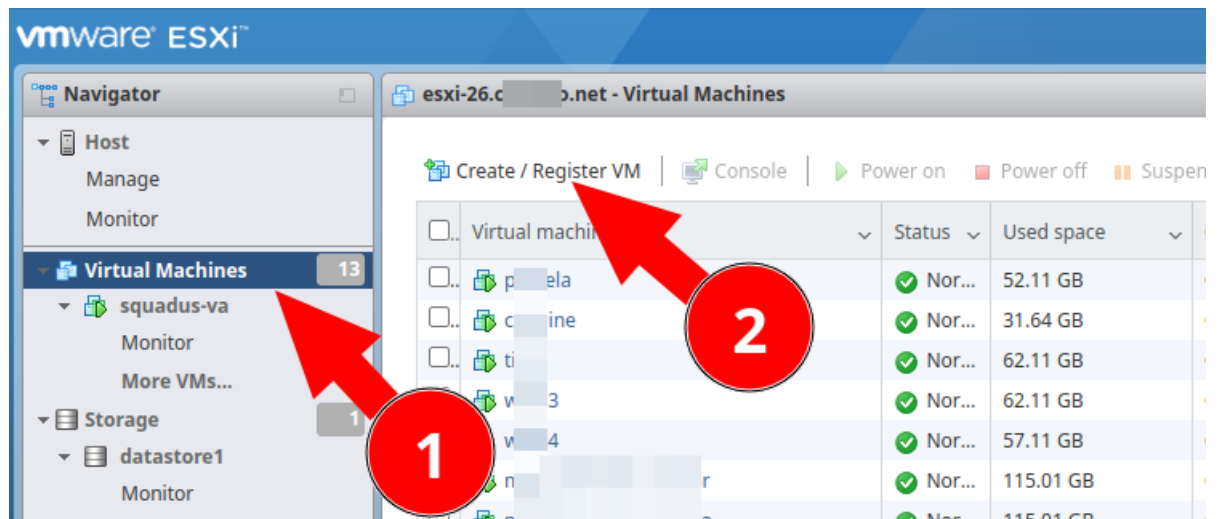 vmware ESXi™
Navigator
Host
Manage
Monitor
Virtual Machines 13
squadus-va
Monitor
More VMs...
Storage 1
datastore1
Monitor
esxi-26.c .net - Virtual Machines
Create / Register VM Console Power on Power off
Status Used space
Nor... 52.11 GB
Nor... 31.64 GB
Nor... 62.11 GB
Nor... 62.11 GB
Nor... 57.11 GB
Nor... 115.01 GB
1
2